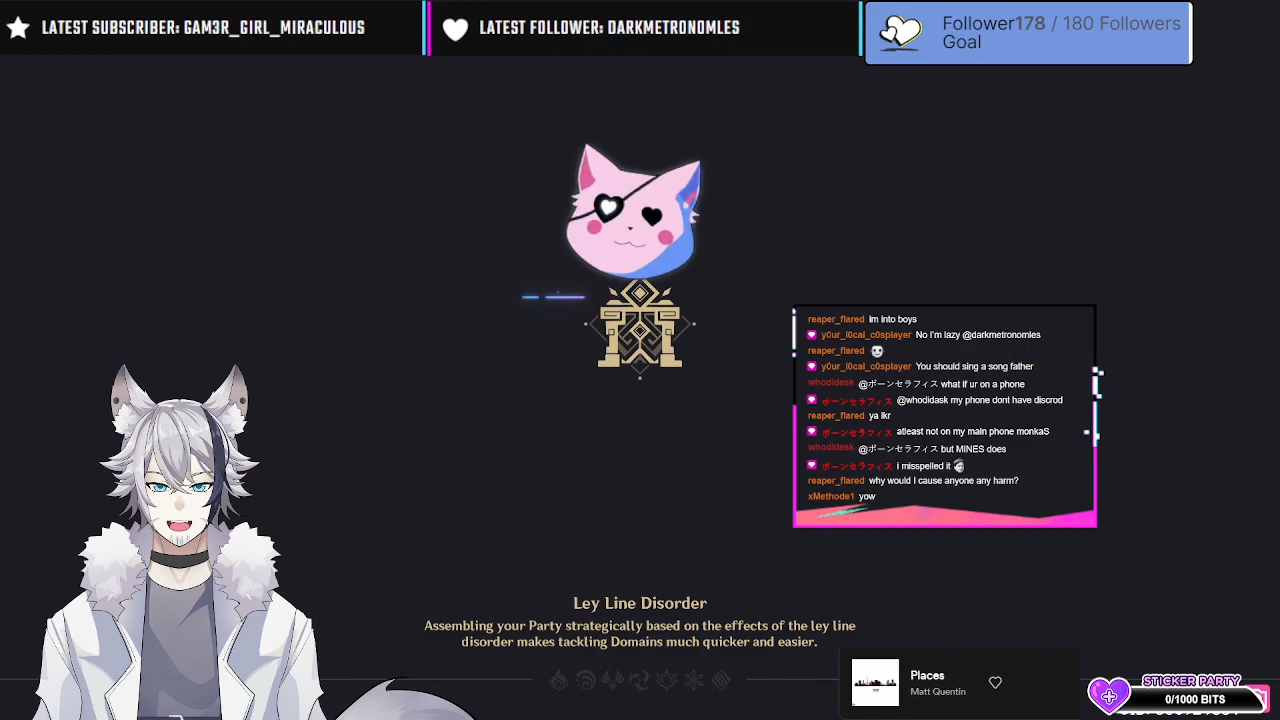 LATEST SUBSCRIBER: GAM3R_GIRL_MIRACULOUS
LATEST FOLLOWER: DARKMETRONOMLES
Follower178 / 180 Followers
Goal
reaper_flared im into boys
y0ur_l0cal_c0splayer No I'm lazy @darkmetronomles
reaper_flared
y0ur_l0cal_c0splayer You should sing a song father
whodidask @ボーンセラフィス what if ur on a phone
ボーンセラフィス @whodidask my phone dont have discrod
reaper_flared ya ikr
ボーンセラフィス atleast not on my main phone monkaS
whodidask @ボーンセラフィス but MINES does
ボーンセラフィス i misspelled it
reaper_flared why would I cause anyone any harm?
xMethode1 yow
Ley Line Disorder
Assembling your Party strategically based on the effects of the ley line
disorder makes tackling Domains much quicker and easier.
Places
Matt Quentin
STICKER PARTY
0/1000 BITS